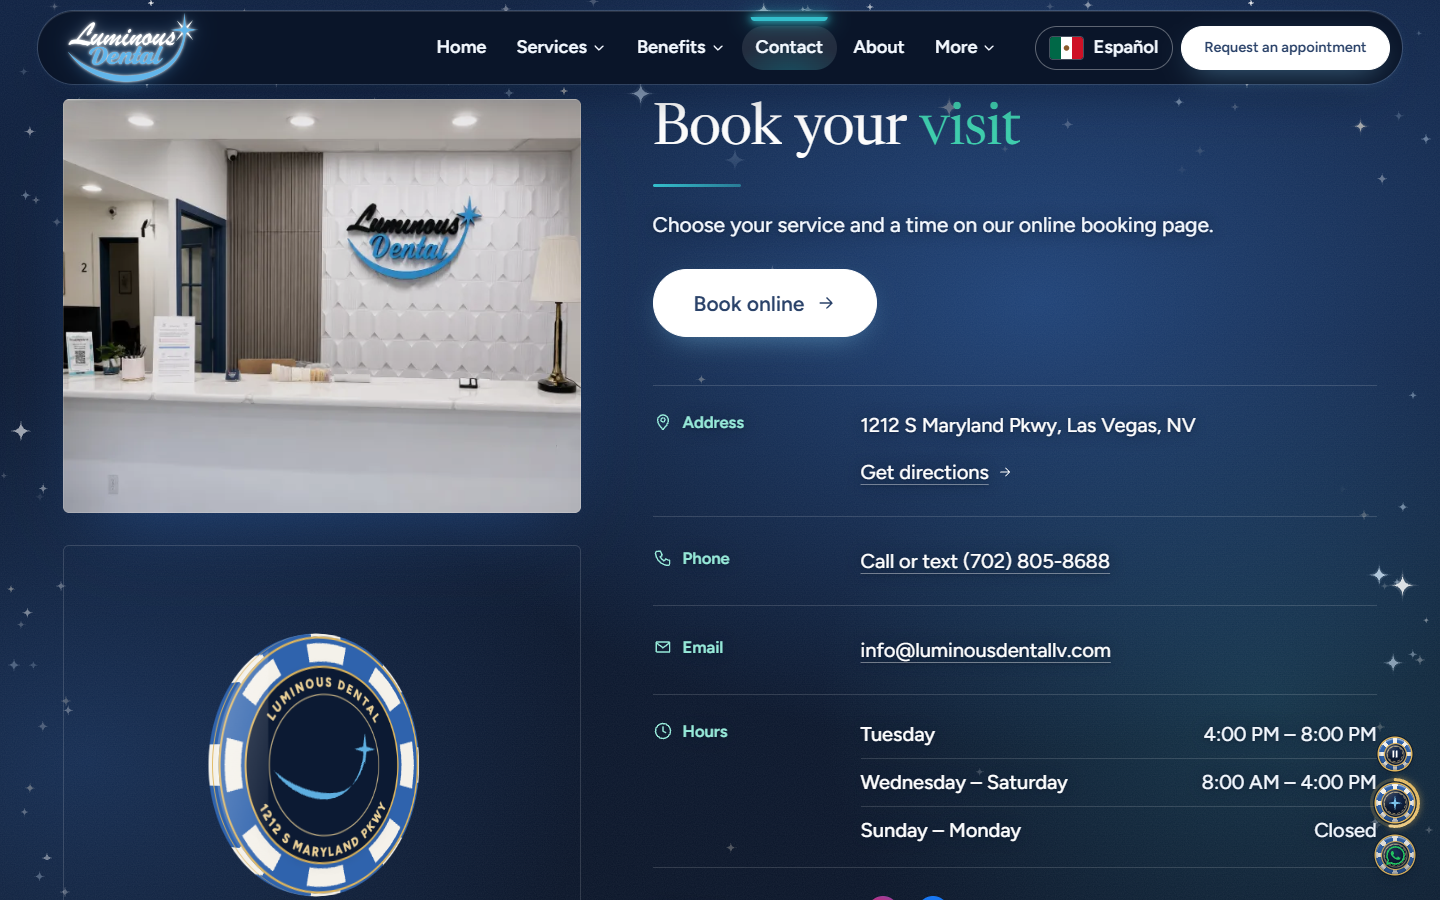 Luminous
Dental
Home
Services
Benefits
Contact
About
More
Español
Request an appointment
Luminous
Dental
2
Book your visit
Choose your service and a time on our online booking page.
Book online
Address
1212 S Maryland Pkwy, Las Vegas, NV
Get directions
Phone
Call or text (702) 805-8688
Email
info@luminousdentallv.com
Hours
Tuesday
4:00 PM – 8:00 PM
Wednesday – Saturday
8:00 AM – 4:00 PM
Sunday – Monday
Closed
LUMINOUS DENTAL
1212 S MARYLAND PKWY